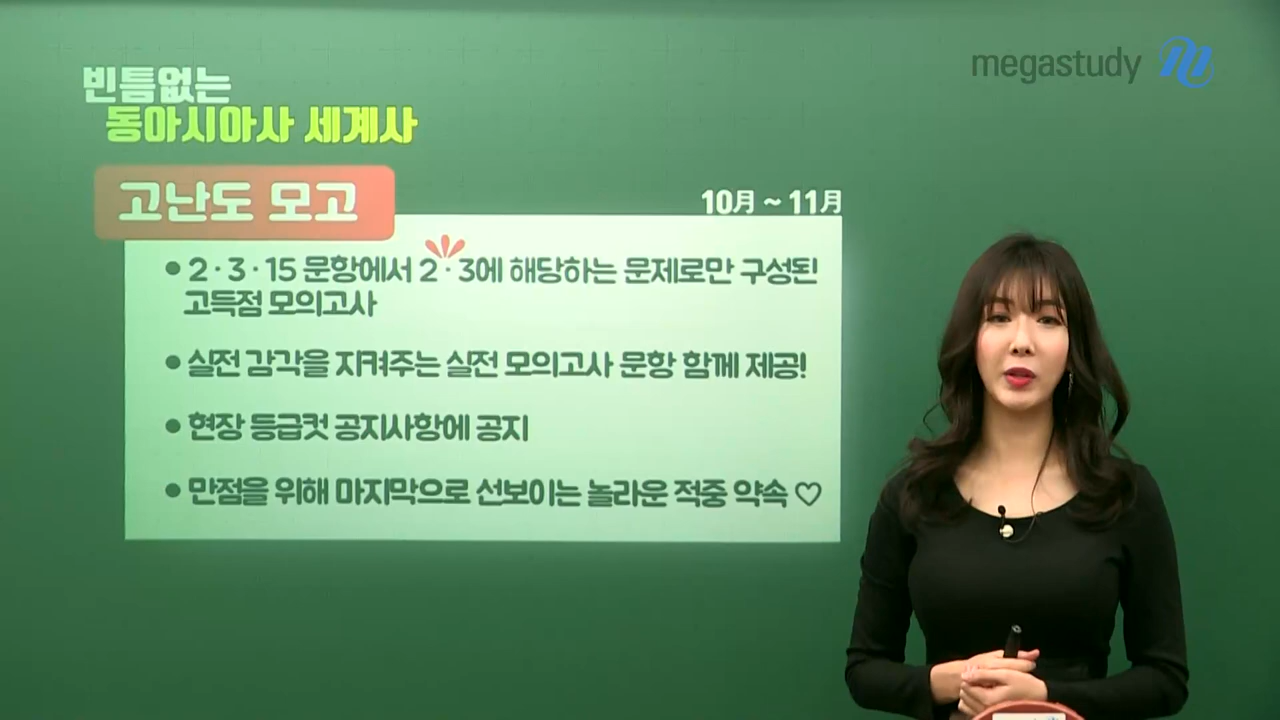 megastudy
빈틈없는
동아시아사 세계사
고난도 모고
10月 ~ 11月
• 2·3·15 문항에서 2·3에 해당하는 문제로만 구성된
고득점 모의고사
• 실전 감각을 지켜주는 실전 모의고사 문항 함께 제공!
• 현장 등급컷 공지사항에 공지
• 만점을 위해 마지막으로 선보이는 놀라운 적중 약속 ♡